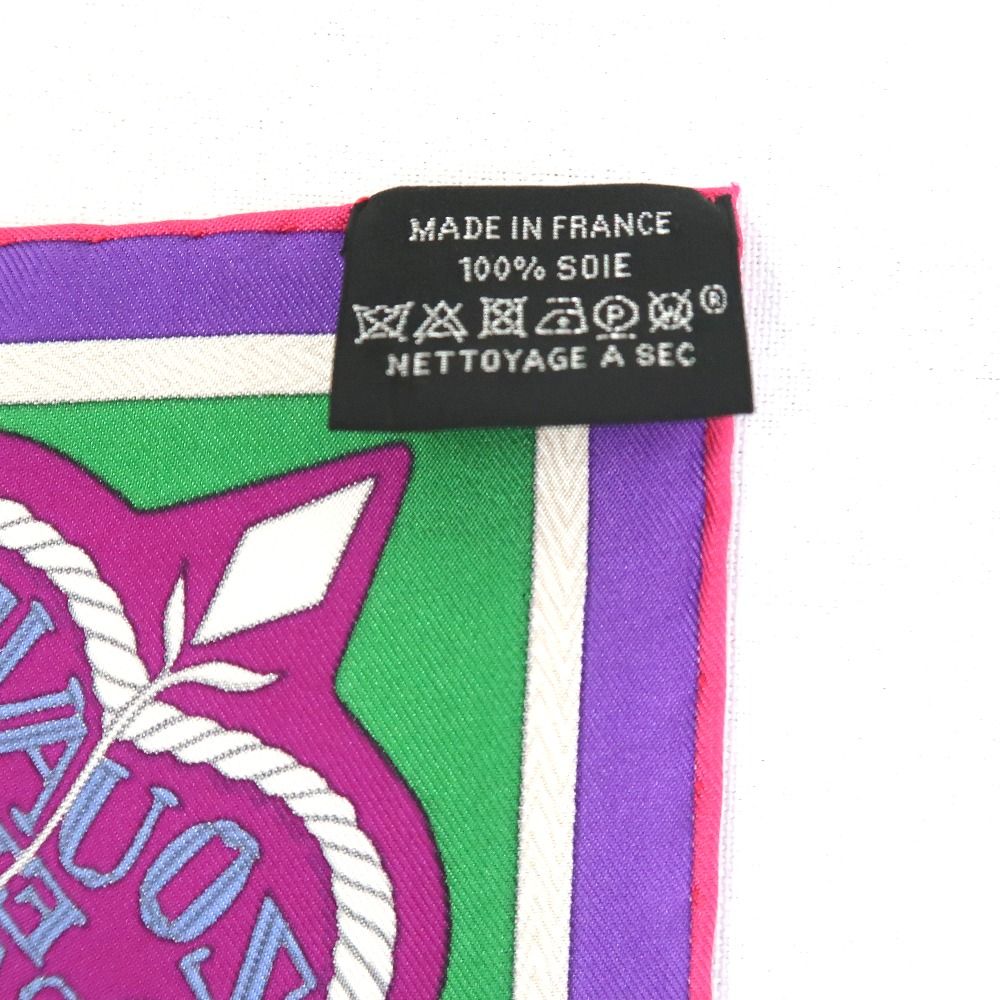 MADE IN FRANCE
100% SOIE
P W ®
NETTOYAGE A SEC